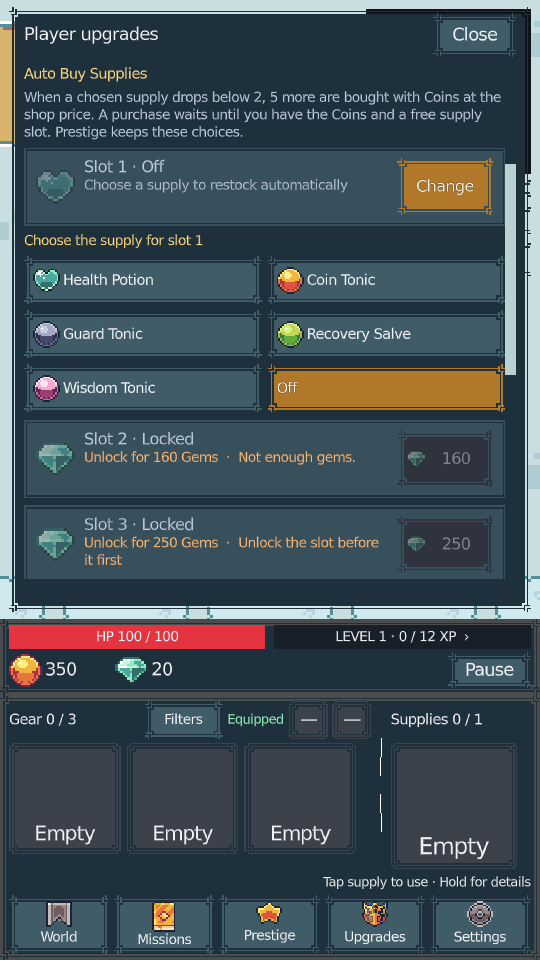 Player upgrades
Close
Auto Buy Supplies
When a chosen supply drops below 2, 5 more are bought with Coins at the
shop price. A purchase waits until you have the Coins and a free supply
slot. Prestige keeps these choices.
Slot 1 · Off
Choose a supply to restock automatically
Change
Choose the supply for slot 1
Health Potion
Coin Tonic
Guard Tonic
Recovery Salve
Wisdom Tonic
Off
Slot 2 · Locked
Unlock for 160 Gems · Not enough gems.
160
Slot 3 · Locked
Unlock for 250 Gems · Unlock the slot before
it first
250
HP 100 / 100
LEVEL 1 · 0 / 12 XP ›
350
20
Pause
Gear 0 / 3
Filters
Equipped
—
—
Supplies 0 / 1
Empty
Empty
Empty
Empty
Tap supply to use · Hold for details
World
Missions
Prestige
Upgrades
Settings